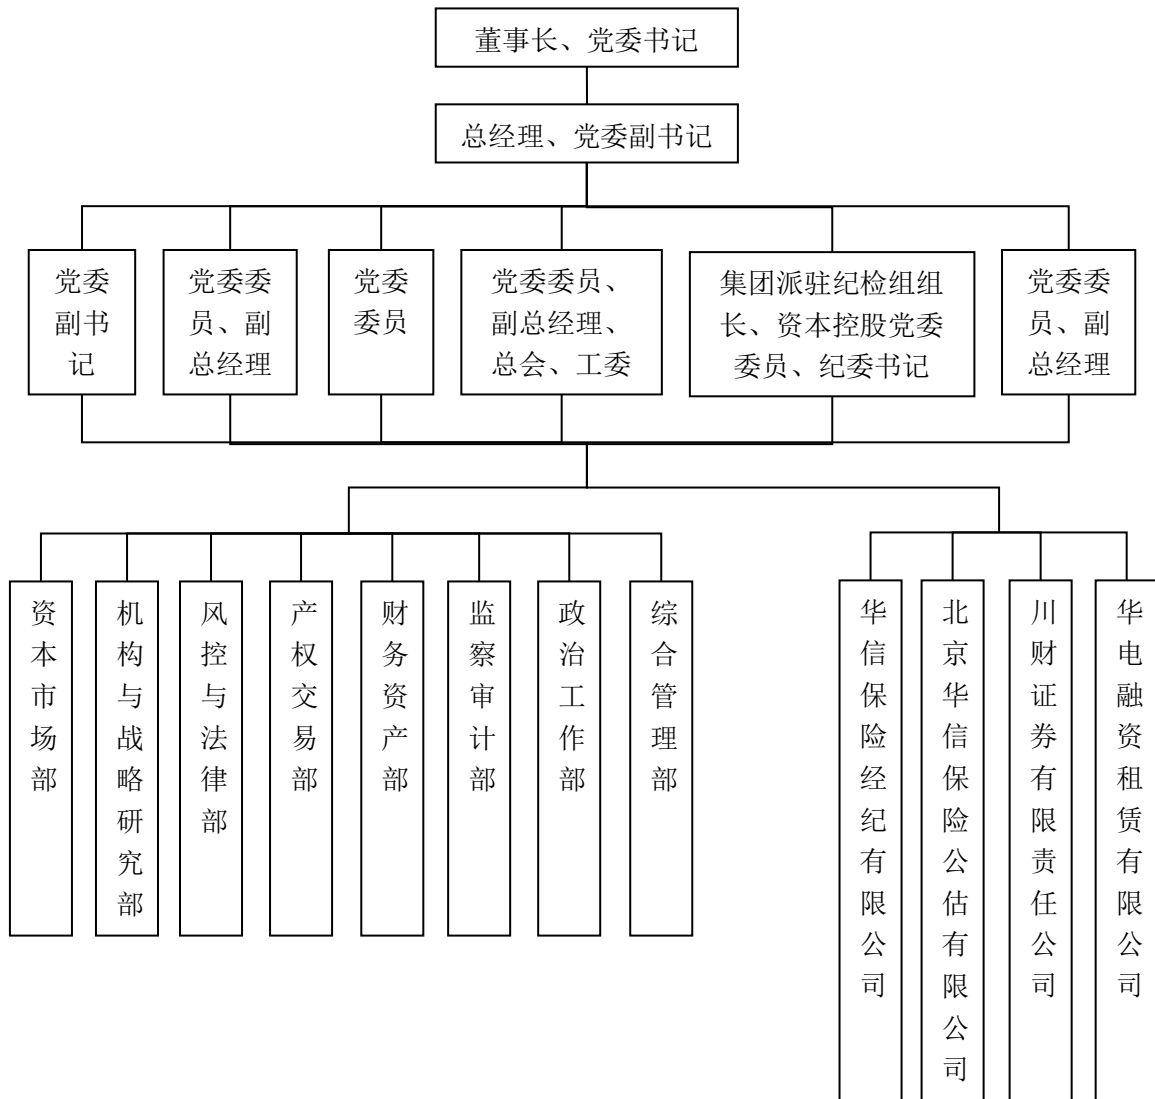 董事长、党委书记
总经理、党委副书记
党委
副书
记
党委委
员、副
总经理
党委
委员
党委委员、
副总经理、
总会、工委
集团派驻纪检组组
长、资本控股党委
委员、纪委书记
党委委
员、副
总经理
资本市场部
机构与战略研究部
风控与法律部
产权交易部
财务资产部
监察审计部
政治工作部
综合管理部
华信保险经纪有限公司
北京华信保险公估有限公司
川财证券有限责任公司
华电融资租赁有限公司